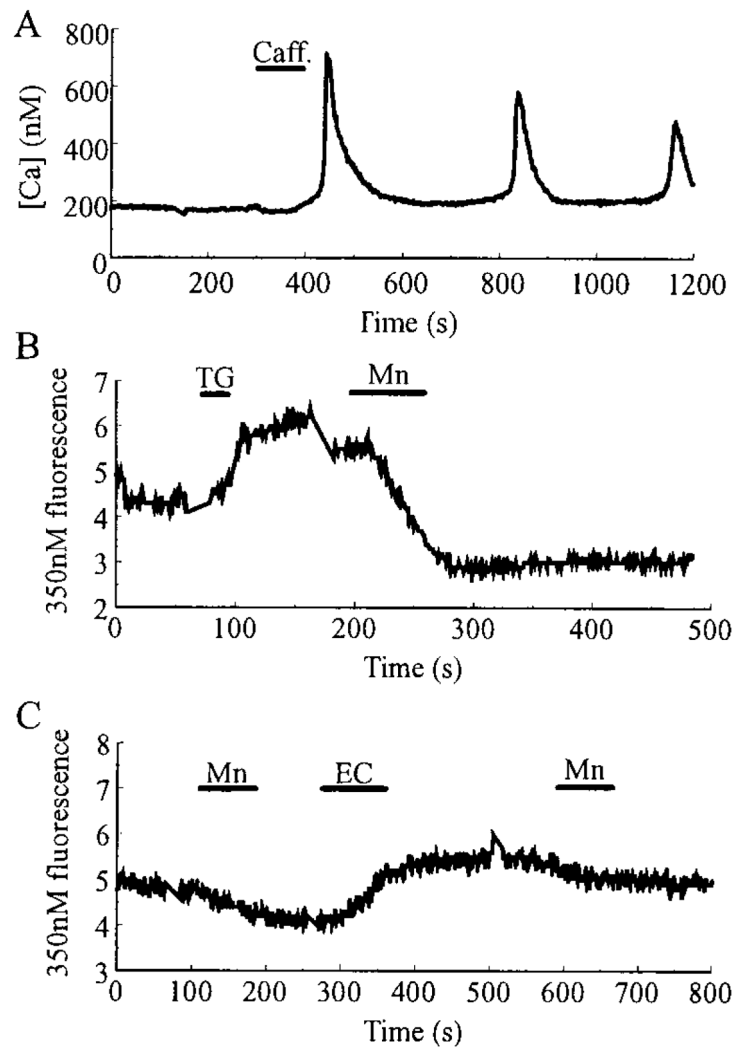 A
800
600
400
200
0
[Ca] (nM)
Caff.
0 200 400 600 800 1000 1200
Time (s)
B
7
6
5
4
3
2
350nM fluorescence
TG Mn
0 100 200 300 400 500
Time (s)
C
8
7
6
5
4
3
350nM fluorescence
Mn EC Mn
0 100 200 300 400 500 600 700 800
Time (s)